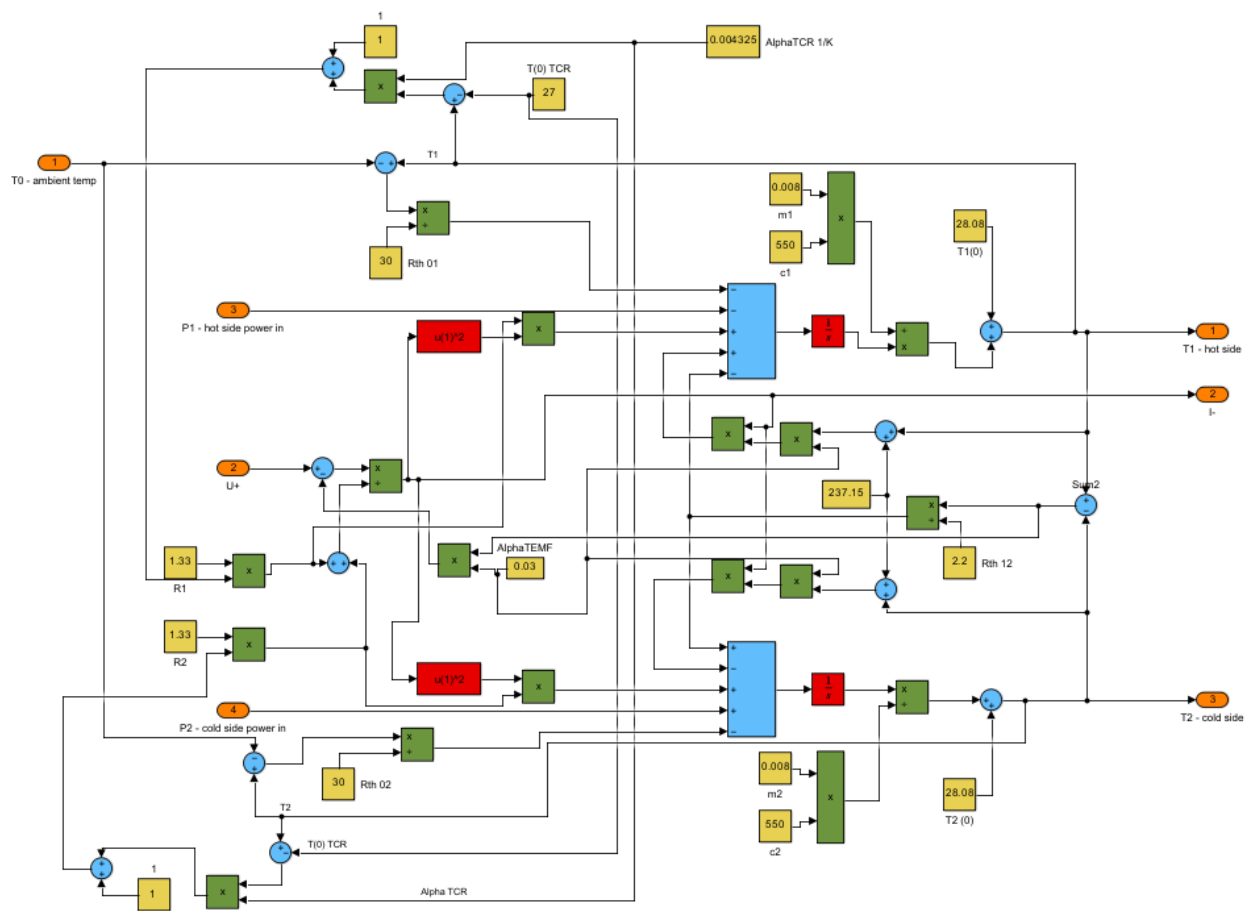 1
1
0.004325
AlphaTCR 1/K
+
+
x
T(0) TCR
27
-
+
1
T0 - ambient temp
- +
T1
x
÷
30
Rth 01
0.008
m1
x
550
c1
28.08
T1(0)
3
P1 - hot side power in
u(1)^2
x
-
-
+
+
-
1
s
÷
x
+
+
1
T1 - hot side
2
I-
x
x
+
+
2
U+
+
-
x
÷
237.15
Sum2
+
-
x
÷
2.2
Rth 12
1.33
R1
x
+ +
x
AlphaTEMF
0.03
x
x
+
+
1.33
R2
x
u(1)^2
x
+
-
+
+
-
1
s
x
÷
+
+
3
T2 - cold side
4
P2 - cold side power in
-
+
x
÷
30
Rth 02
0.008
m2
x
550
c2
28.08
T2 (0)
T2
T(0) TCR
+
-
+
+
1
1
x
Alpha TCR